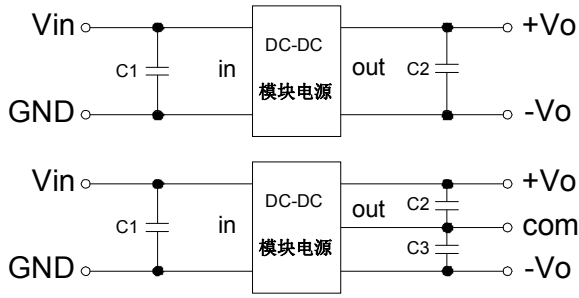 Vin
+Vo
DC-DC
C1
in
out
C2
模块电源
GND
-Vo
Vin
+Vo
DC-DC
C2
out
C1
in
com
模块电源
C3
GND
-Vo